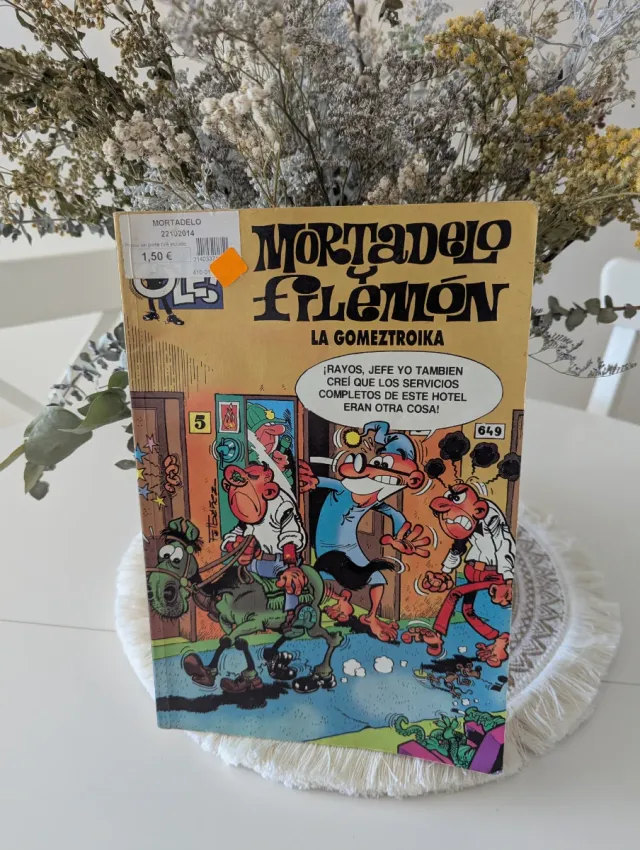 MORTADELO
22102014
1,50 €
OLÉ
MORTADELO
Y
FILEMÓN
LA GOMEZTROIKA
¡RAYOS, JEFE YO TAMBIEN
CREÍ QUE LOS SERVICIOS
COMPLETOS DE ESTE HOTEL
ERAN OTRA COSA!
5
649